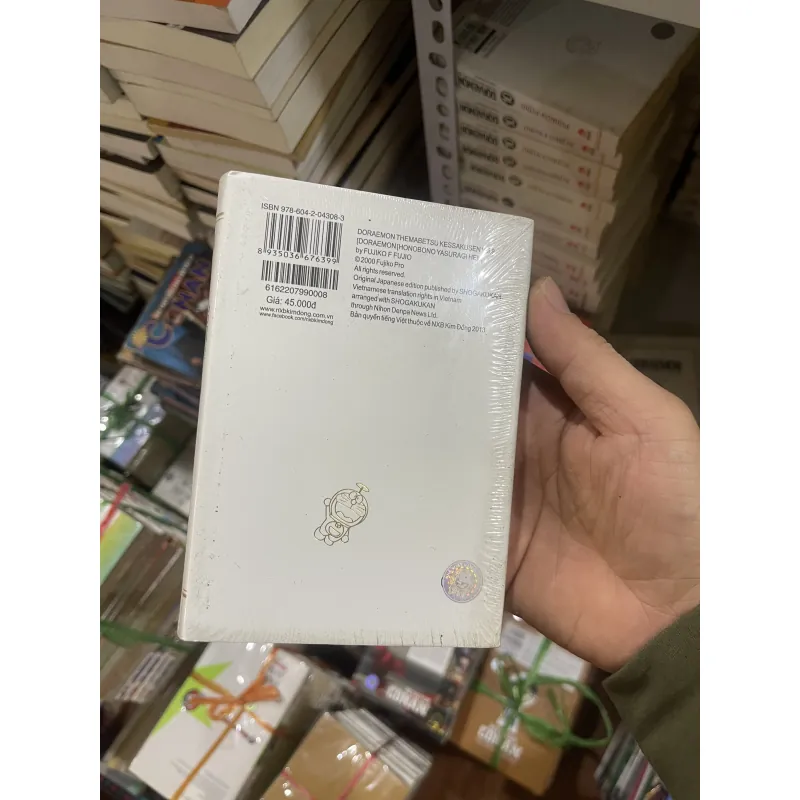 ISBN 978-604-2-04308-3
8 935036 676399
6162207990008
Giá: 45.000đ
www.nxbkimdong.com.vn
www.facebook.com/nxbkimdong
DORAEMON THEMABETSU KESSAKUSEN
[DORAEMON] HONOBONO YASURAGI HEN
by FUJIKO F FUJIO
© 2000 Fujiko Pro
All rights reserved.
Original Japanese edition published by SHOGAKUKAN
Vietnamese translation rights in Vietnam
arranged with SHOGAKUKAN
through Nihon Danpa News Ltd.
Bản quyền tiếng Việt thuộc về NXB Kim Đồng 2013
CONAN